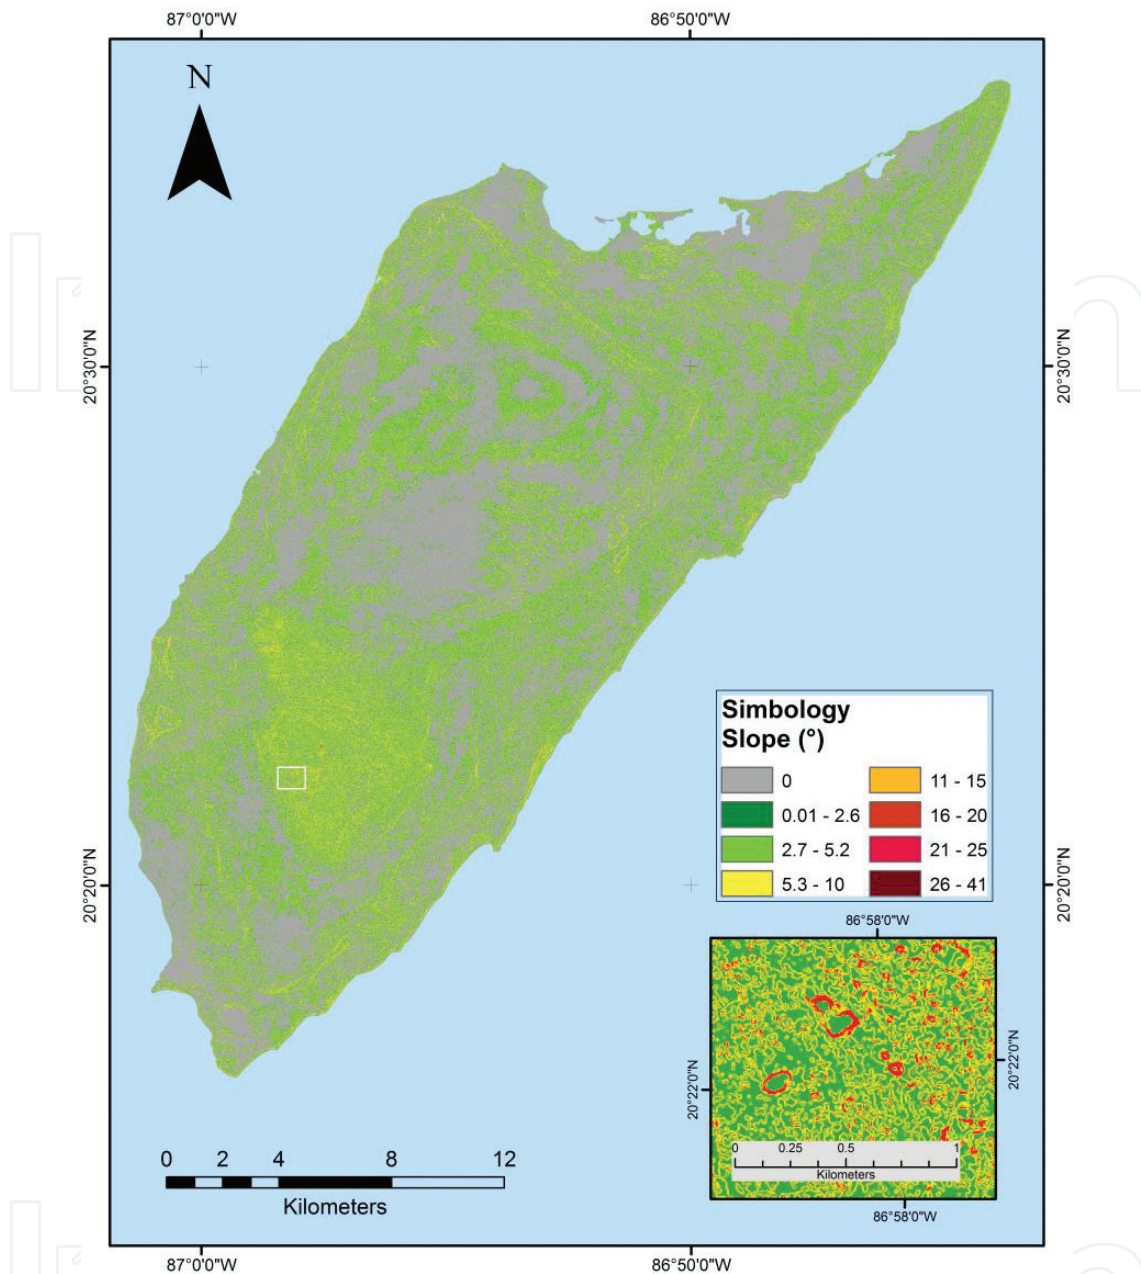 87°0'0"W
86°50'0"W
N
20°30'0"N
20°30'0"N
Simbology
Slope (°)
0
11 - 15
0.01 - 2.6
16 - 20
2.7 - 5.2
21 - 25
5.3 - 10
26 - 41
20°20'0"N
20°20'0"N
86°58'0"W
20°22'0"N
20°22'0"N
0 0.25 0.5 1
Kilometers
0 2 4 8 12
Kilometers
86°58'0"W
87°0'0"W
86°50'0"W